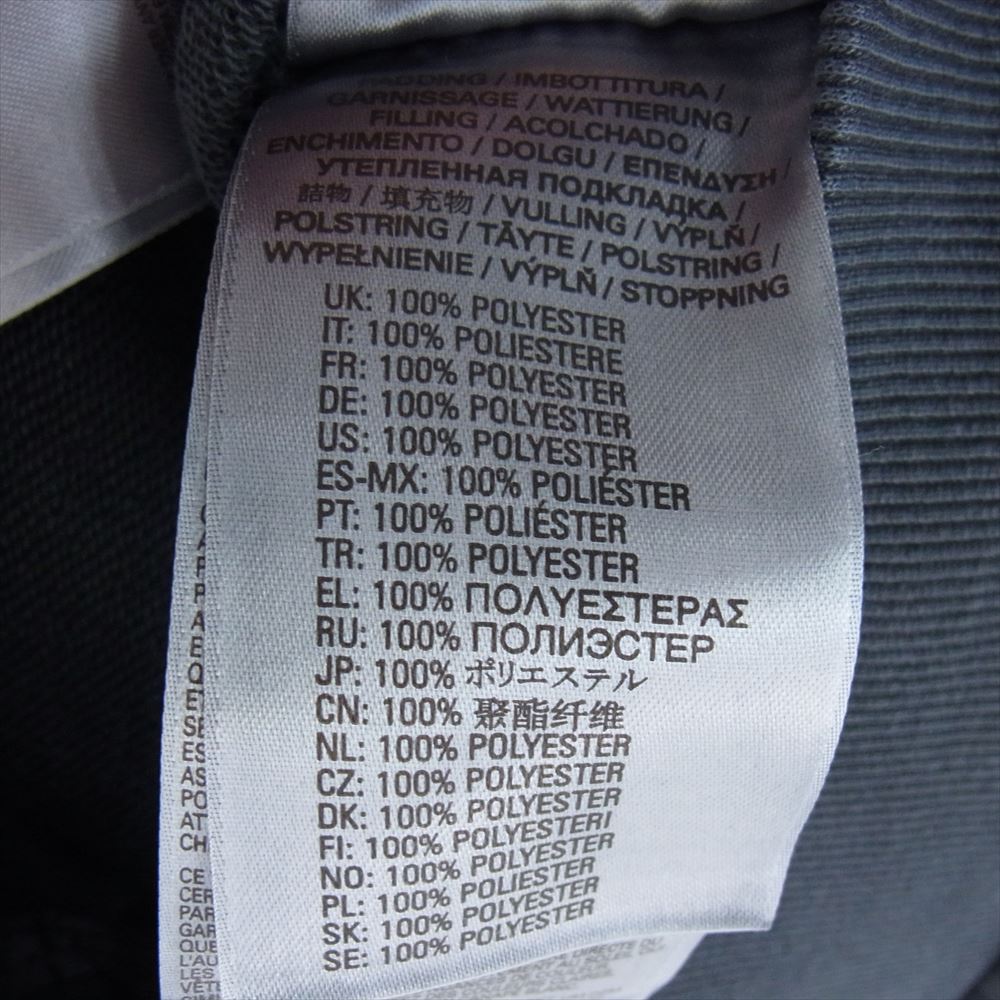 PADDING / IMBOTTITURA /
GARNISSAGE / WATTIERUNG /
FILLING / ACOLCHADO /
ENCHIMENTO / DOLGU / ΕΠΕΝΔΥΣΗ /
УТЕПЛЕННАЯ ПОДКЛАДКА /
詰物 / 填充物 / VULLING / VÝPLŇ /
POLSTRING / TÄYTE / POLSTRING /
WYPEŁNIENIE / VÝPLŇ / STOPPNING
UK: 100% POLYESTER
IT: 100% POLIESTERE
FR: 100% POLYESTER
DE: 100% POLYESTER
US: 100% POLYESTER
ES-MX: 100% POLIÉSTER
PT: 100% POLIÉSTER
TR: 100% POLYESTER
EL: 100% ΠΟΛΥΕΣΤΕΡΑΣ
RU: 100% ПОЛИЭСТЕР
JP: 100% ポリエステル
CN: 100% 聚酯纤维
NL: 100% POLYESTER
CZ: 100% POLYESTER
DK: 100% POLYESTER
FI: 100% POLYESTERI
NO: 100% POLYESTER
PL: 100% POLIESTER
SK: 100% POLYESTER
SE: 100% POLYESTER